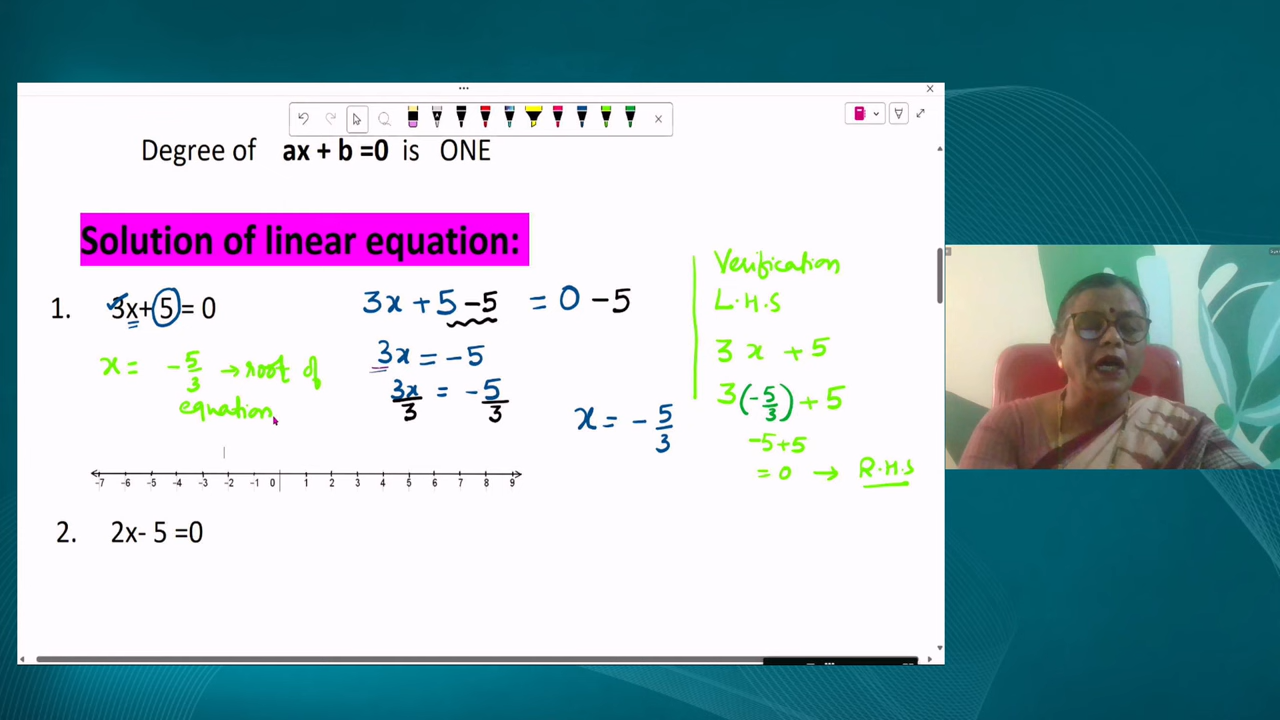 Degree of ax + b =0 is ONE
Solution of linear equation:
1. 3x+ 5 = 0
x = -5/3 → root of
equation
3x + 5 - 5 = 0 - 5
3x = - 5
3x/3 = - 5/3
x = - 5/3
Verification
L.H.S
3 x + 5
3(-5/3) + 5
-5+5
= 0 → R.H.S
-7 -6 -5 -4 -3 -2 -1 0 1 2 3 4 5 6 7 8 9
2. 2x- 5 =0